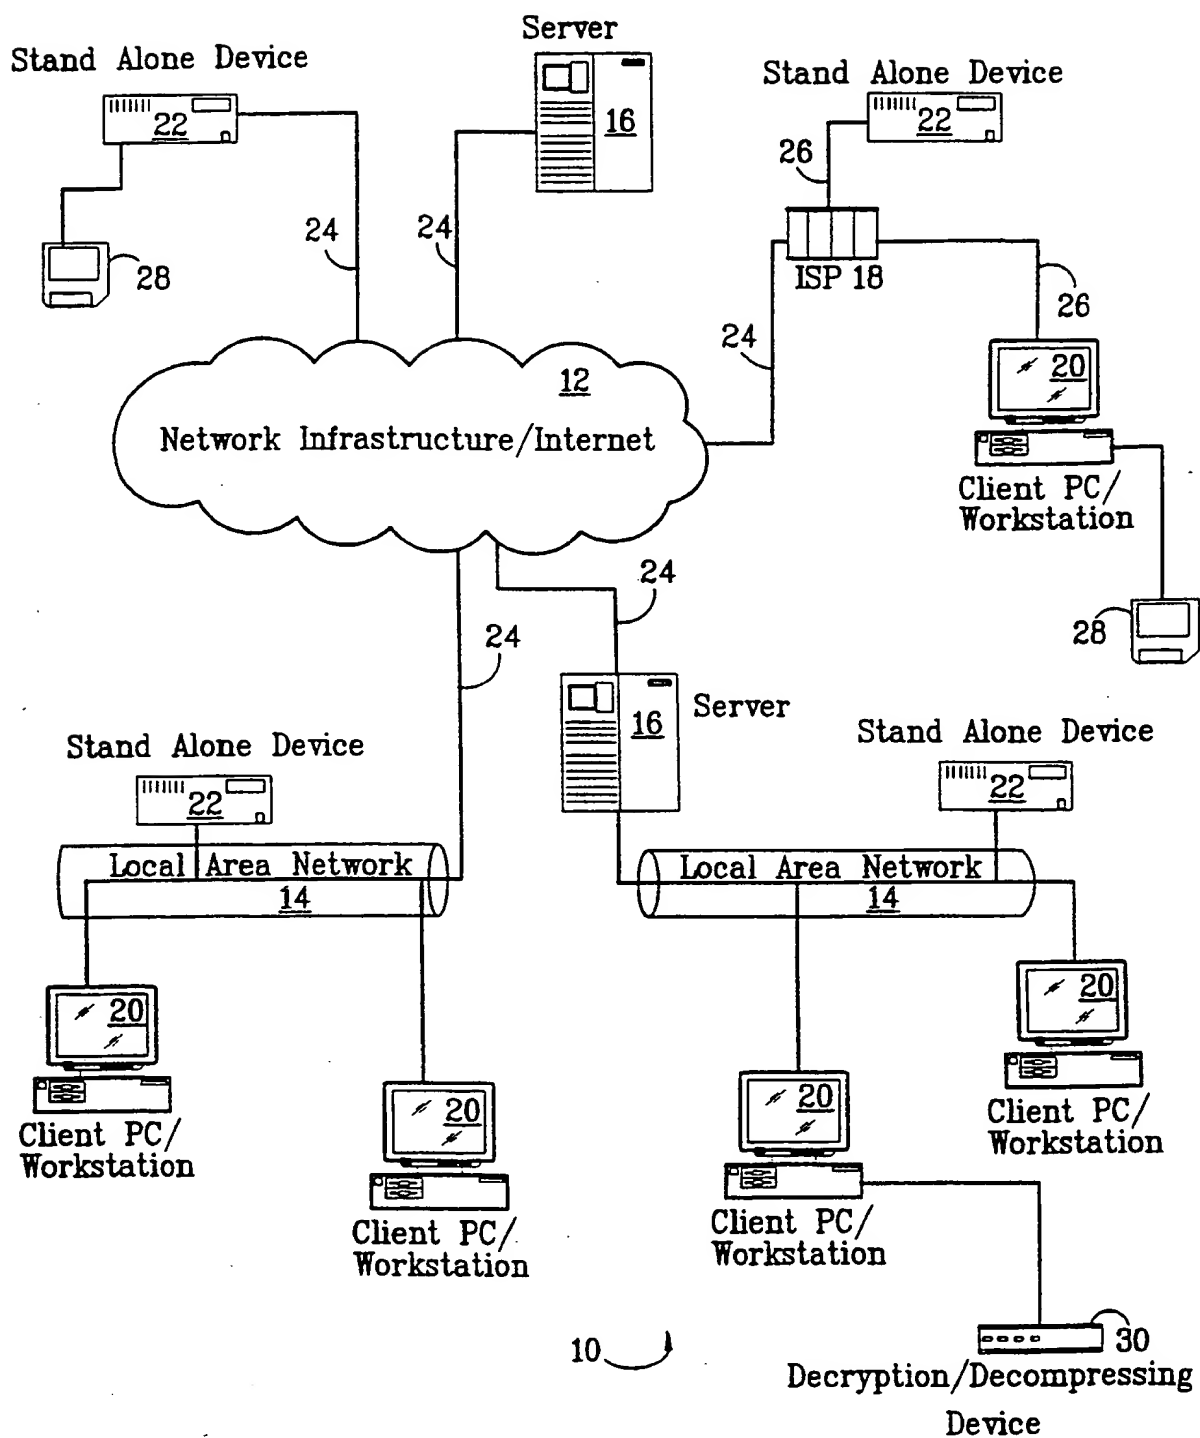 Server
Stand Alone Device
22
16
Stand Alone Device
22
26
24
24
28
ISP 18
26
24
12
Network Infrastructure/Internet
20
Client PC/
Workstation
24
24
28
16
Server
Stand Alone Device
22
Stand Alone Device
22
Local Area Network
14
Local Area Network
14
20
Client PC/
Workstation
20
Client PC/
Workstation
20
Client PC/
Workstation
20
Client PC/
Workstation
10
30
Decryption/Decompressing
Device